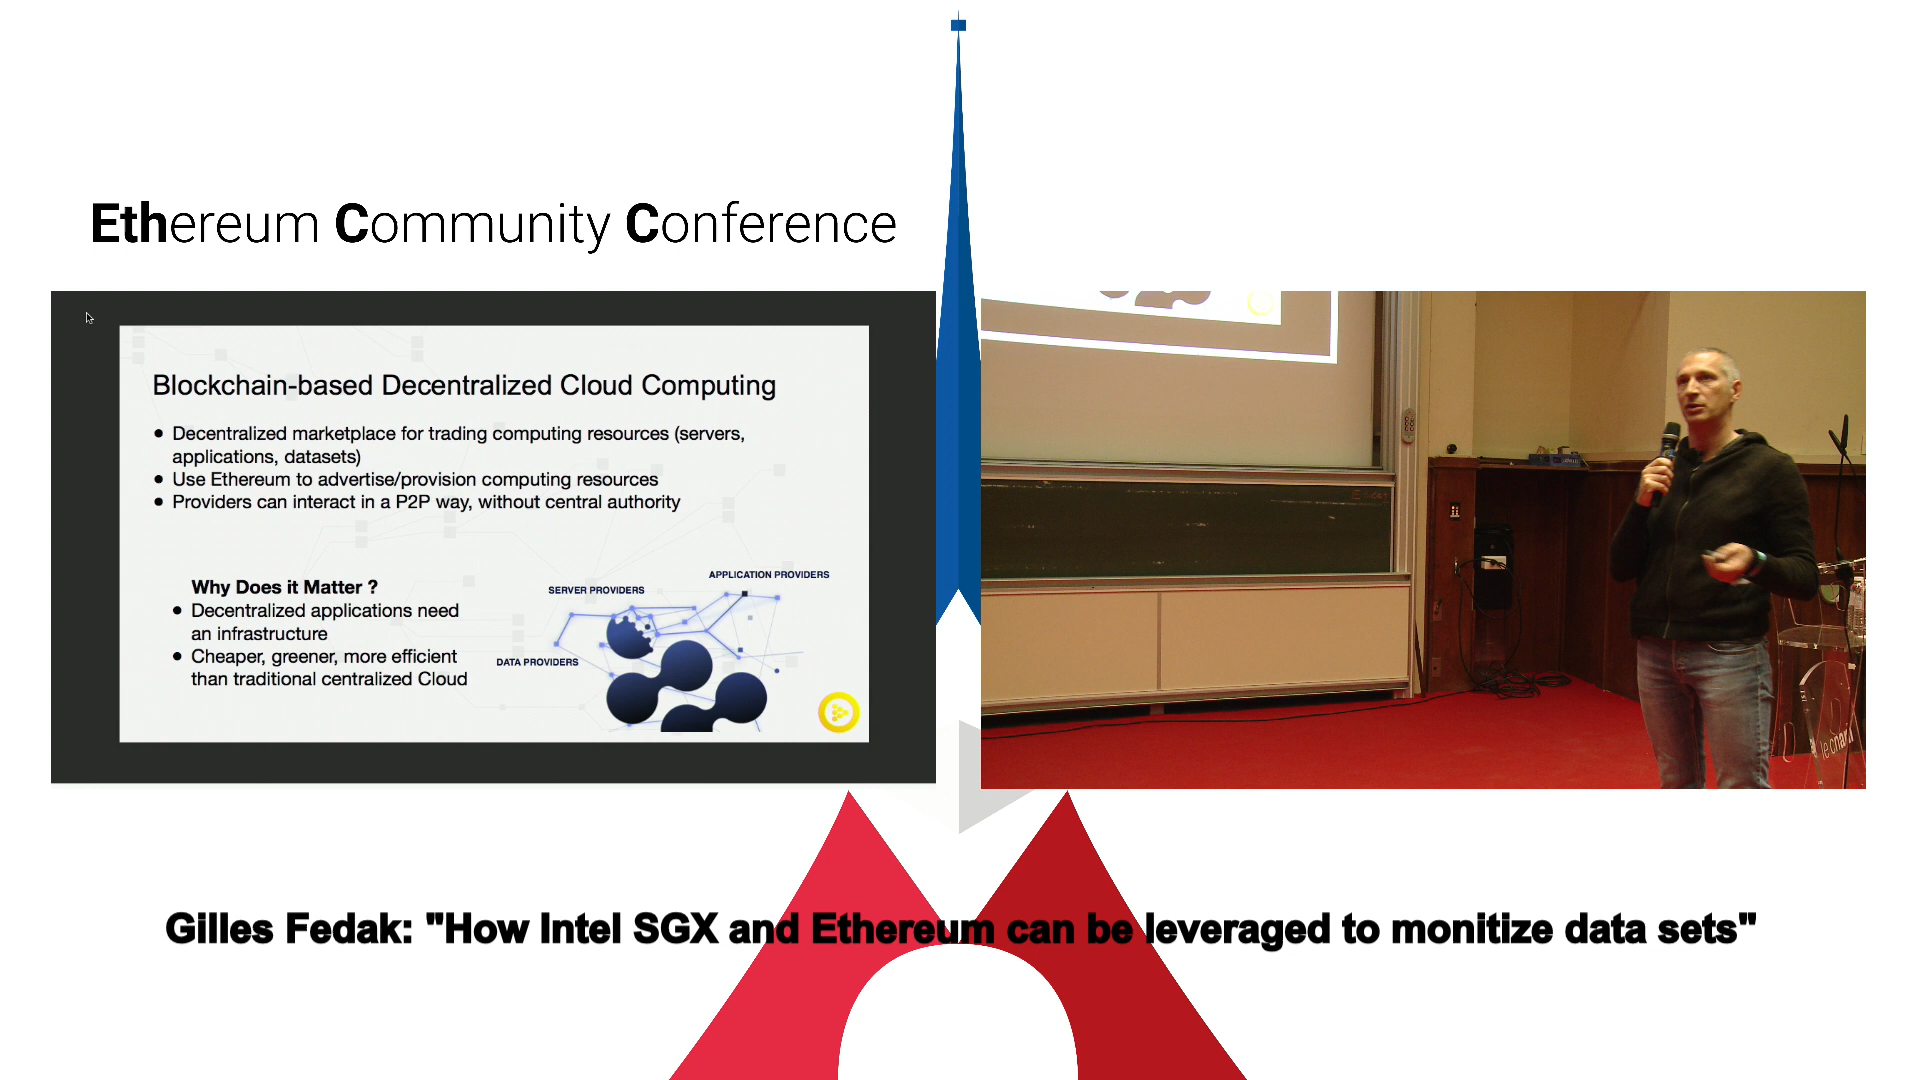 Ethereum Community Conference
Blockchain-based Decentralized Cloud Computing
● Decentralized marketplace for trading computing resources (servers,
applications, datasets)
● Use Ethereum to advertise/provision computing resources
● Providers can interact in a P2P way, without central authority
Why Does it Matter ?
● Decentralized applications need
an infrastructure
● Cheaper, greener, more efficient
than traditional centralized Cloud
APPLICATION PROVIDERS
SERVER PROVIDERS
DATA PROVIDERS
le cnam
Gilles Fedak: "How Intel SGX and Ethereum can be leveraged to monitize data sets"